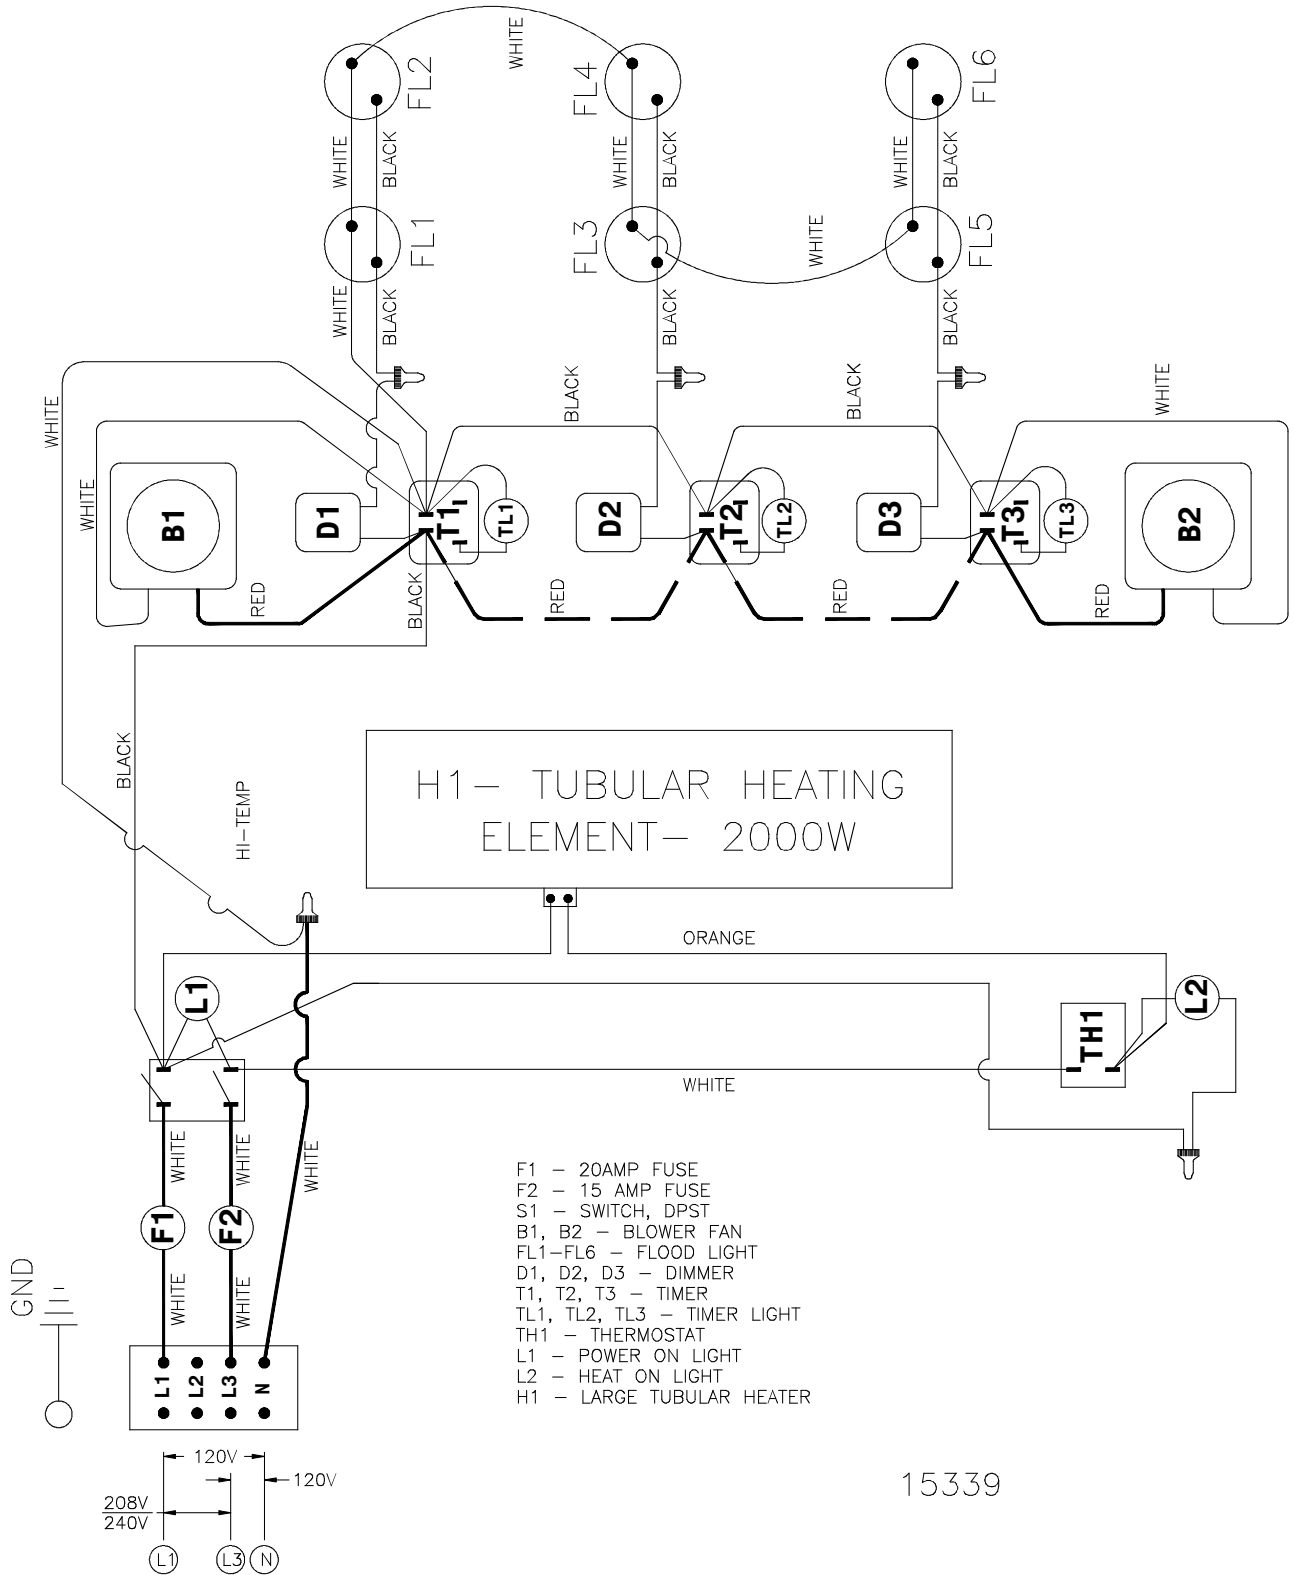 WHITE
FL2
FL4
FL6
WHITE
BLACK
WHITE
BLACK
WHITE
BLACK
FL1
FL3
FL5
WHITE
WHITE
BLACK
BLACK
BLACK
WHITE
BLACK
BLACK
WHITE
WHITE
B1
D1
T1
TL1
D2
T2
TL2
D3
T3
TL3
B2
RED
BLACK
RED
RED
RED
BLACK
HI-TEMP
H1- TUBULAR HEATING
ELEMENT- 2000W
ORANGE
L1
TH1
L2
WHITE
WHITE
WHITE
WHITE
F1
F2
WHITE
WHITE
GND
F1 - 20AMP FUSE
F2 - 15 AMP FUSE
S1 - SWITCH, DPST
B1, B2 - BLOWER FAN
FL1-FL6 - FLOOD LIGHT
D1, D2, D3 - DIMMER
T1, T2, T3 - TIMER
TL1, TL2, TL3 - TIMER LIGHT
TH1 - THERMOSTAT
L1 - POWER ON LIGHT
L2 - HEAT ON LIGHT
H1 - LARGE TUBULAR HEATER
L1
L2
L3
N
120V
120V
208V
240V
L1
L3
N
15339